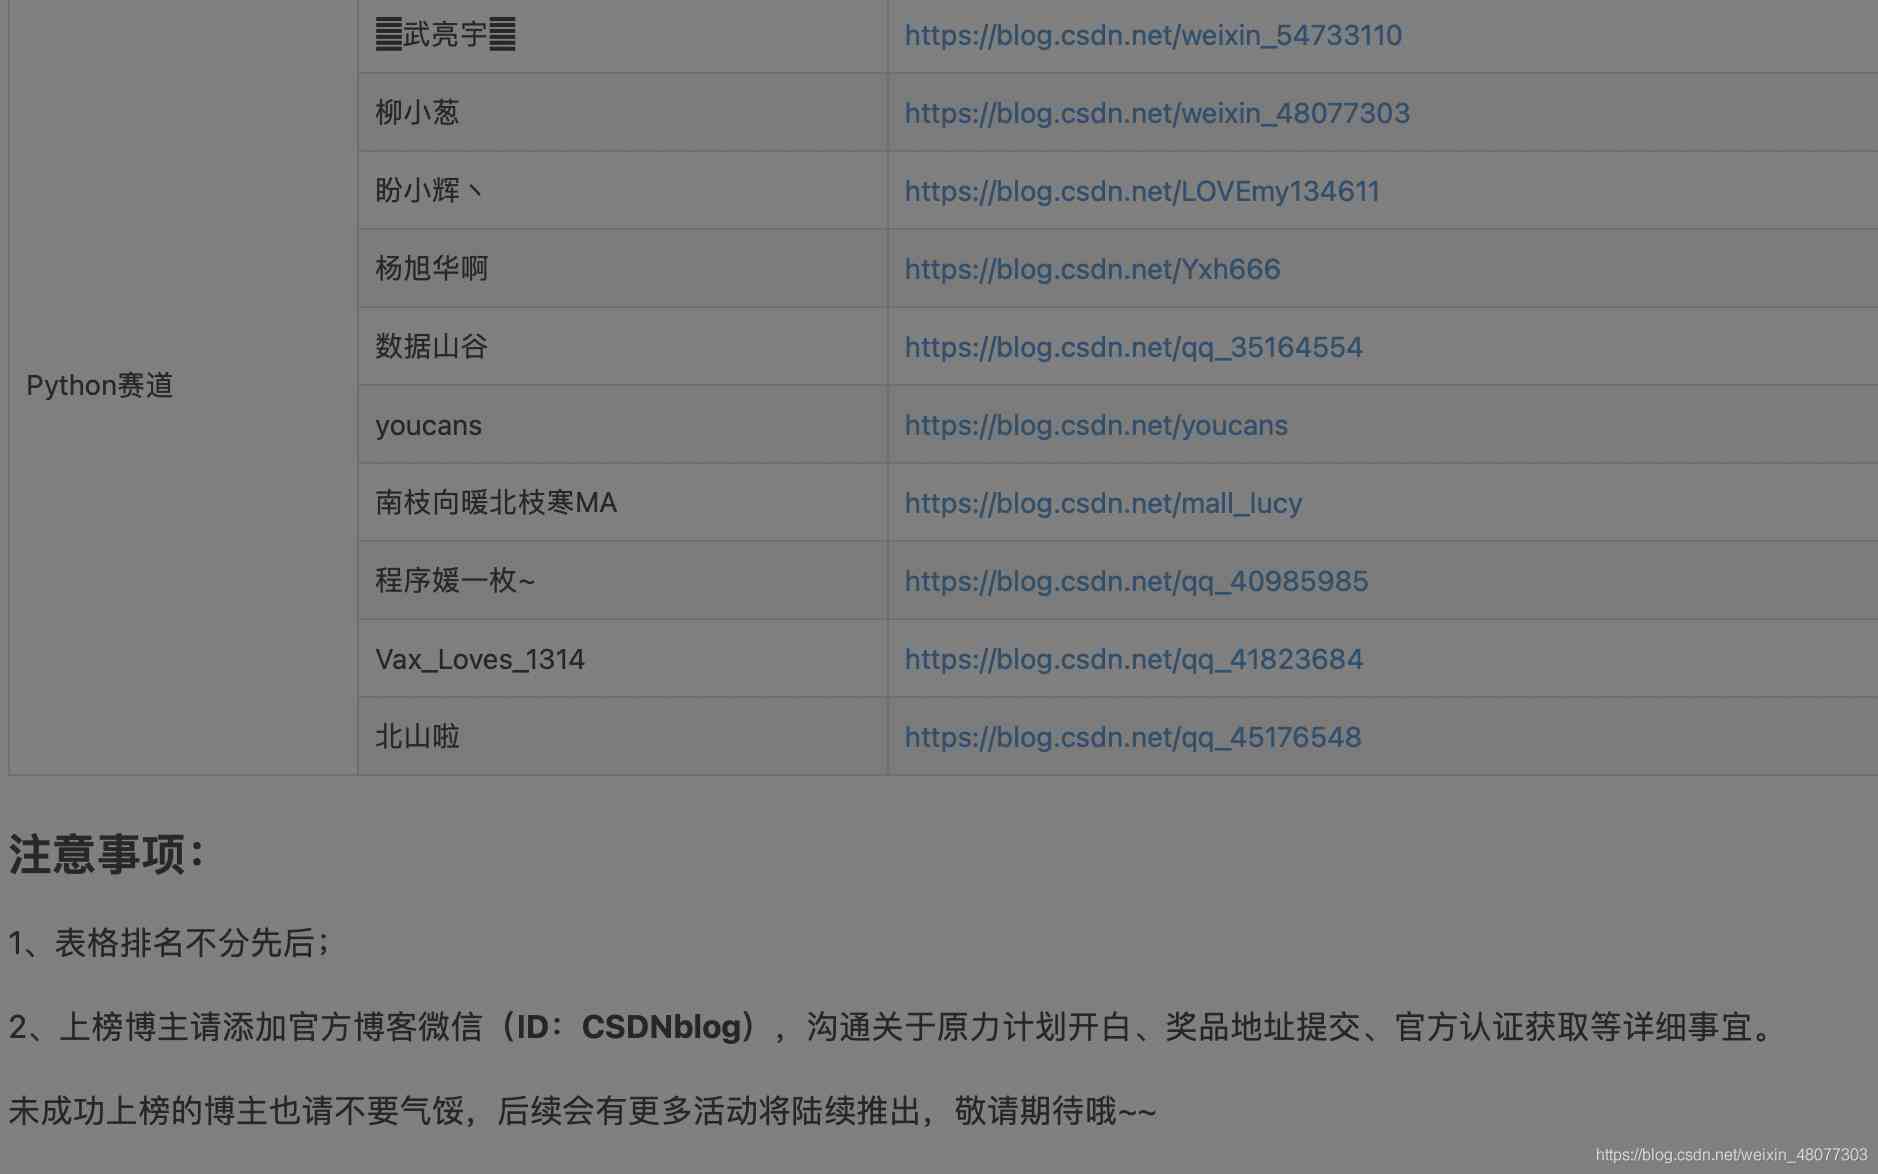 ䷀武亮宇䷀ https://blog.csdn.net/weixin_54733110
柳小葱 https://blog.csdn.net/weixin_48077303
盼小辉丶 https://blog.csdn.net/LOVEmy134611
杨旭华啊 https://blog.csdn.net/Yxh666
数据山谷 https://blog.csdn.net/qq_35164554
Python赛道
youcans https://blog.csdn.net/youcans
南枝向暖北枝寒MA https://blog.csdn.net/mall_lucy
程序媛一枚~ https://blog.csdn.net/qq_40985985
Vax_Loves_1314 https://blog.csdn.net/qq_41823684
北山啦 https://blog.csdn.net/qq_45176548
注意事项：
1、表格排名不分先后；
2、上榜博主请添加官方博客微信（ID：CSDNblog），沟通关于原力计划开白、奖品地址提交、官方认证获取等详细事宜。
未成功上榜的博主也请不要气馁，后续会有更多活动将陆续推出，敬请期待哦~~
https://blog.csdn.net/weixin_48077303